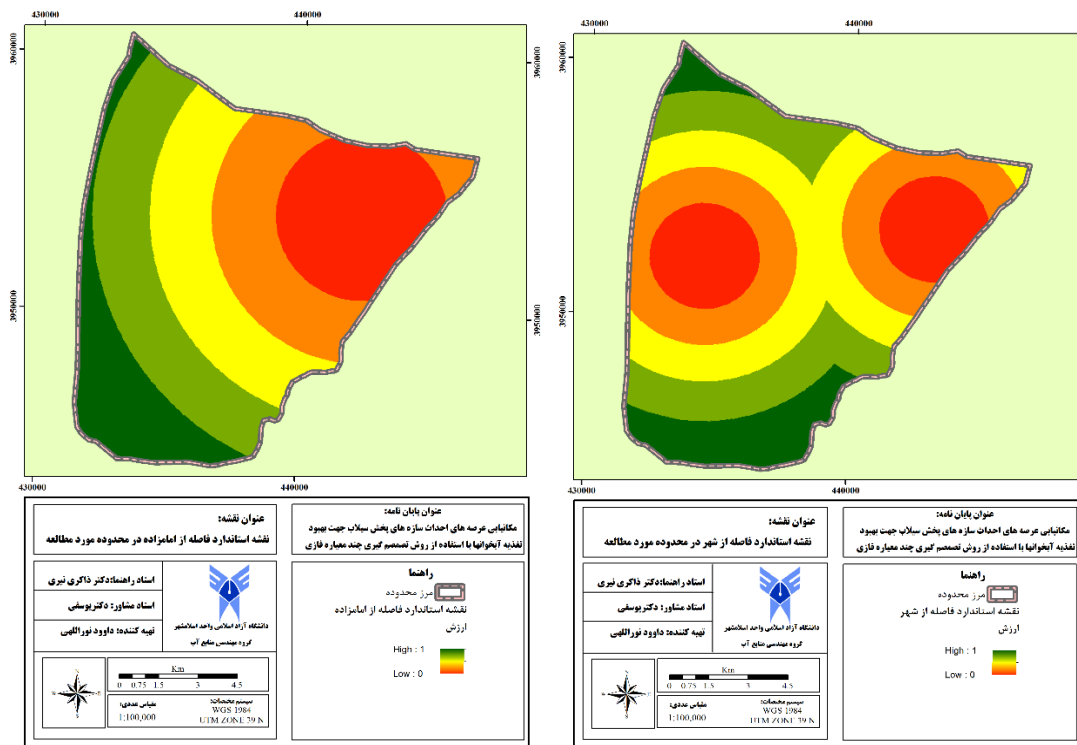 430000
440000
3960000
3960000
3950000
3950000
430000
440000
عنوان نقشه:
نقشه استاندارد فاصله از امامزاده در محدوده مورد مطالعه
عنوان پایان نامه:
مکانیابی عرصه های احداث سازه های پخش سیلاب جهت بهبود
تغذیه آبخوانها با استفاده از روش تصمصم گیری چند معیاره فازی
استاد راهنما:دکتر ذاکری نیری
استاد مشاور: دکتریوسفی
تهیه کننده: داوود نوراللهی
دانشگاه آزاد اسلامی واحد اسلامشهر
گروه مهندسی منابع آب
راهنما
مرز محدوده
نقشه استاندارد فاصله از امامزاده
ارزش
High : 1
Low : 0
N
Km
0 0.75 1.5 3 4.5
مقیاس عددی:
1:100,000
سیستم مختصات:
WGS 1984
UTM ZONE 39 N
430000
440000
3960000
3960000
3950000
3950000
430000
440000
عنوان نقشه:
نقشه استاندارد فاصله از شهر در محدوده مورد مطالعه
عنوان پایان نامه:
مکانیابی عرصه های احداث سازه های پخش سیلاب جهت بهبود
تغذیه آبخوانها با استفاده از روش تصمصم گیری چند معیاره فازی
استاد راهنما:دکتر ذاکری نیری
استاد مشاور: دکتریوسفی
تهیه کننده: داوود نوراللهی
دانشگاه آزاد اسلامی واحد اسلامشهر
گروه مهندسی منابع آب
راهنما
مرز محدوده
نقشه استاندارد فاصله از شهر
ارزش
High : 1
Low : 0
N
Km
0 0.75 1.5 3 4.5
مقیاس عددی:
1:100,000
سیستم مختصات:
WGS 1984
UTM ZONE 39 N